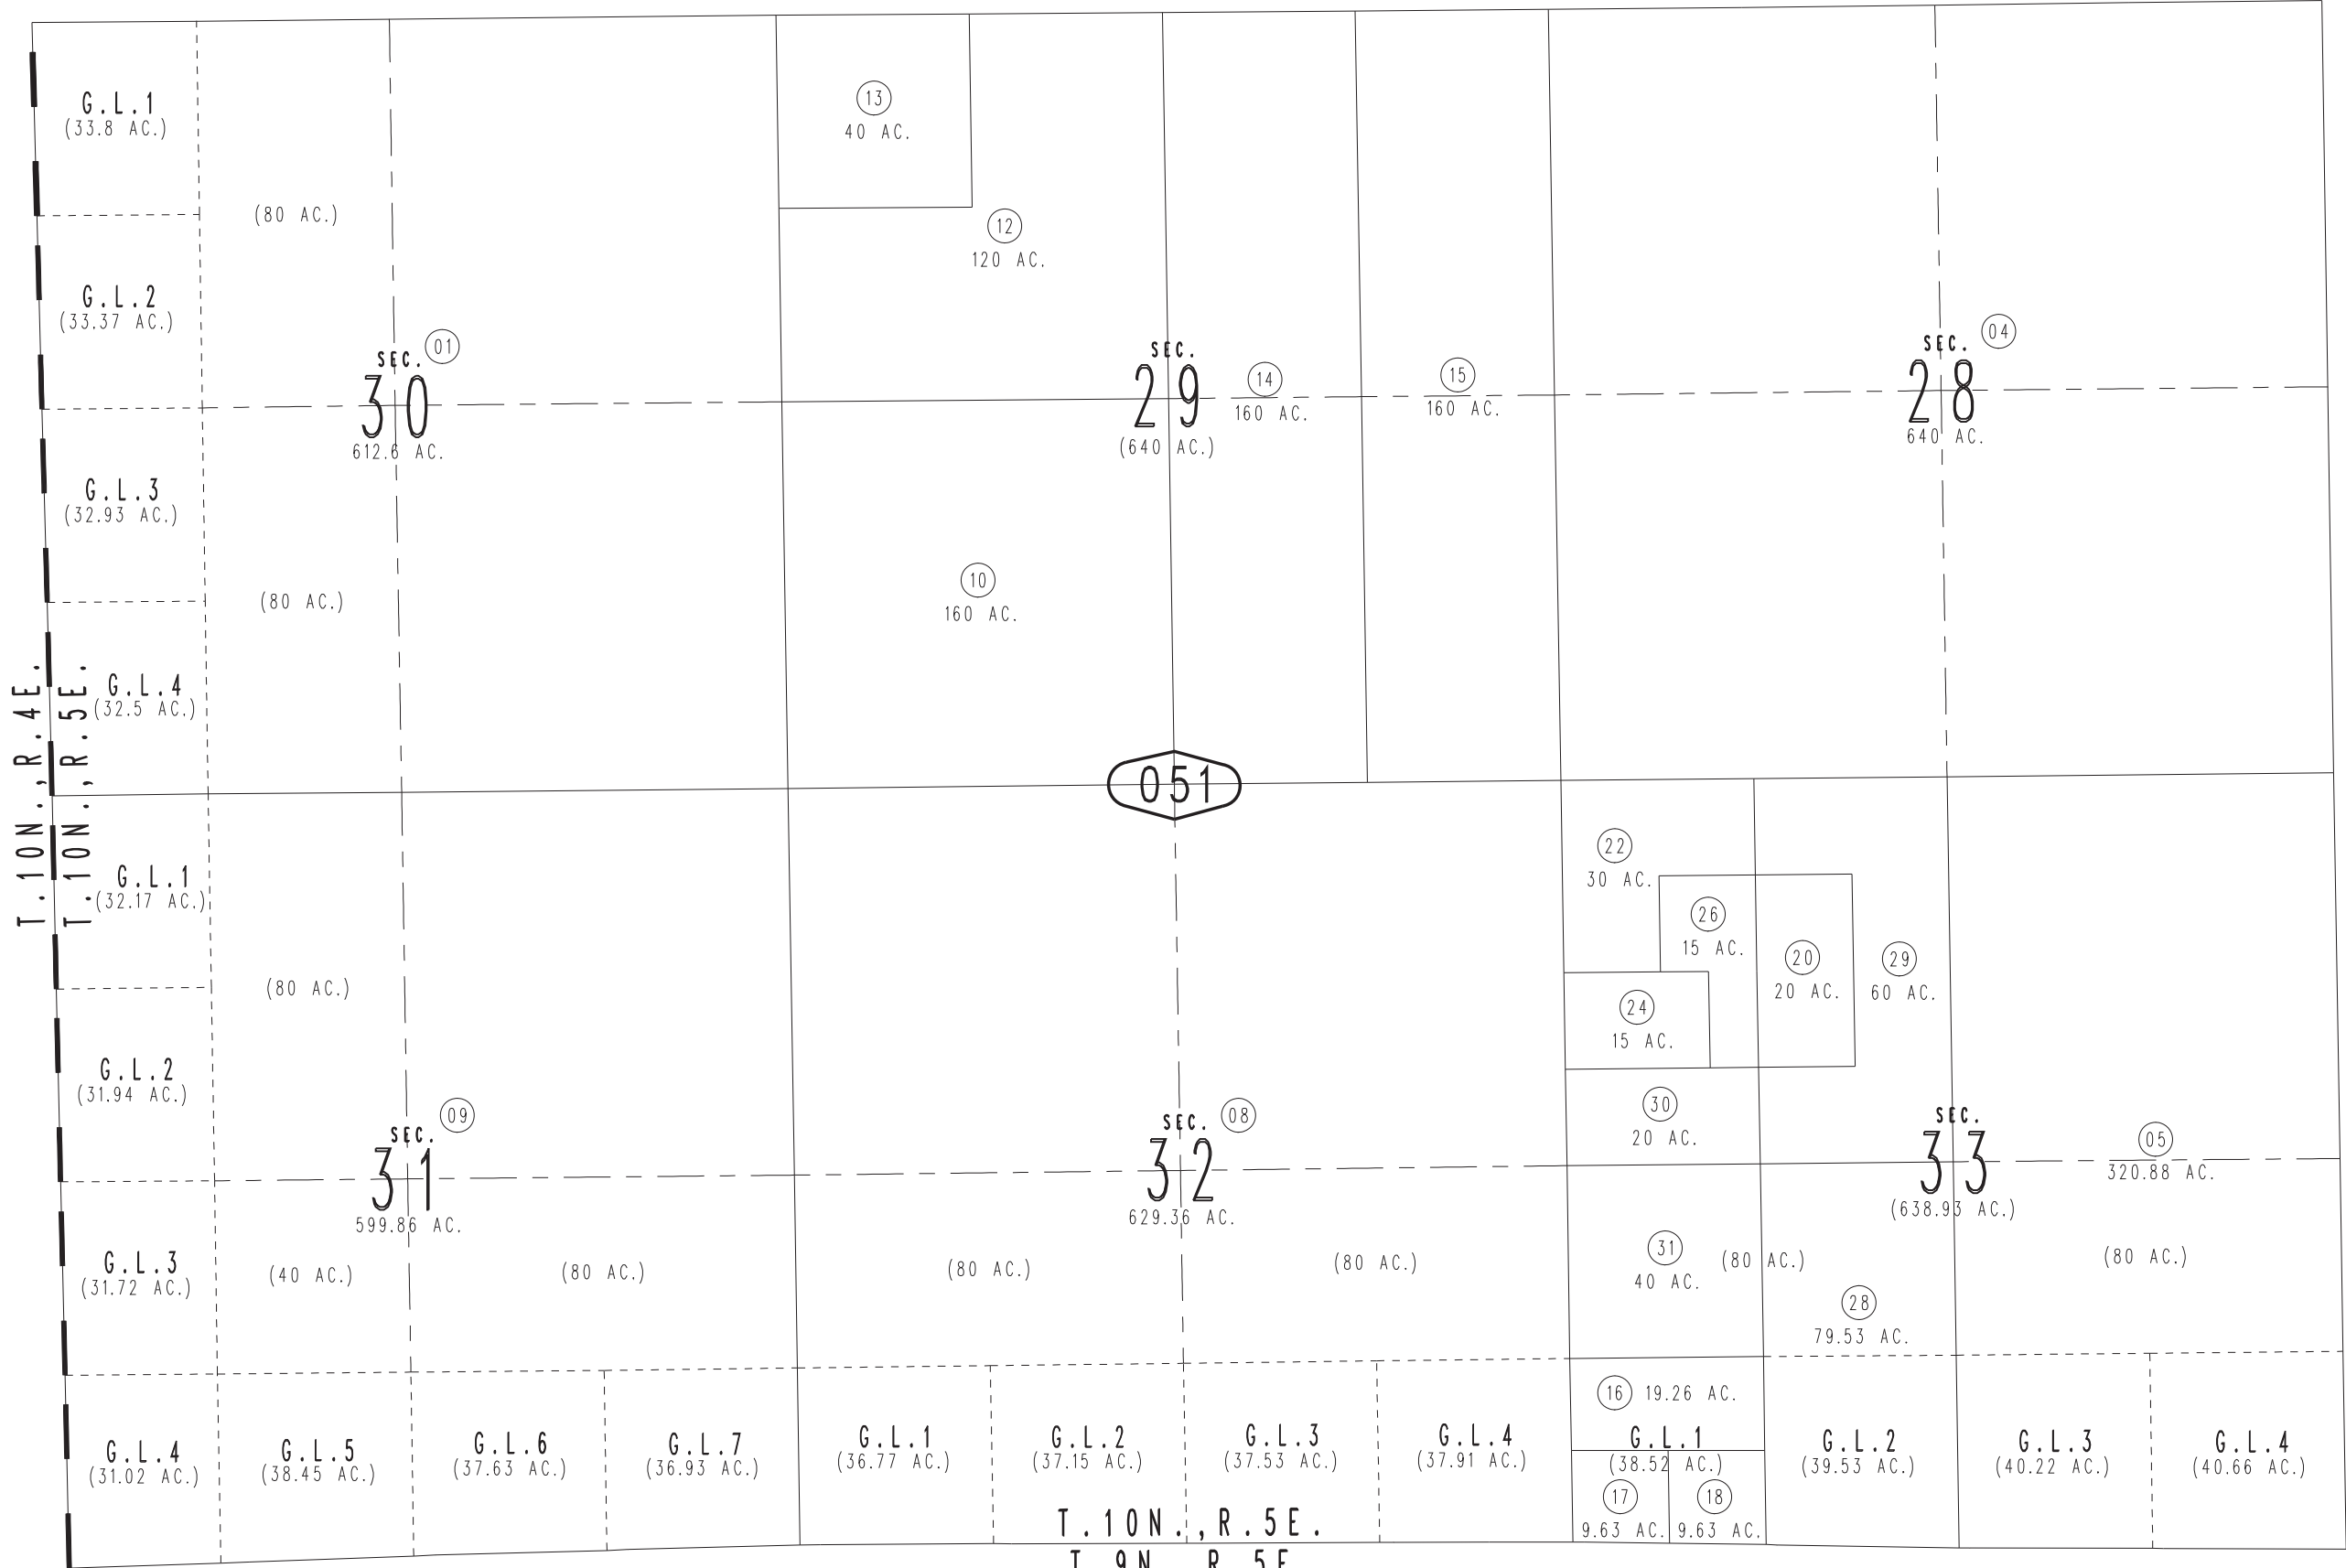 G.L.1
(33.8 AC.)
(80 AC.)
G.L.2
(33.37 AC.)
SEC. 01
30
612.6 AC.
G.L.3
(32.93 AC.)
(80 AC.)
G.L.4
(32.5 AC.)
13
40 AC.
12
120 AC.
SEC.
29
(640 AC.)
14
160 AC.
15
160 AC.
10
160 AC.
SEC. 04
28
640 AC.
T.10N.,R.4E.
T.10N.,R.5E.
051
G.L.1
(32.17 AC.)
(80 AC.)
G.L.2
(31.94 AC.)
SEC. 09
31
599.86 AC.
G.L.3
(31.72 AC.)
(40 AC.)
(80 AC.)
G.L.4
(31.02 AC.)
G.L.5
(38.45 AC.)
G.L.6
(37.63 AC.)
G.L.7
(36.93 AC.)
SEC. 08
32
629.36 AC.
(80 AC.)
(80 AC.)
G.L.1
(36.77 AC.)
G.L.2
(37.15 AC.)
G.L.3
(37.53 AC.)
G.L.4
(37.91 AC.)
22
30 AC.
26
15 AC.
20
20 AC.
29
60 AC.
24
15 AC.
30
20 AC.
SEC.
33
(638.93 AC.)
05
320.88 AC.
31
40 AC.
(80 AC.)
(80 AC.)
28
79.53 AC.
16 19.26 AC.
G.L.1
(38.52 AC.)
17
9.63 AC.
18
9.63 AC.
G.L.2
(39.53 AC.)
G.L.3
(40.22 AC.)
G.L.4
(40.66 AC.)
T.10N.,R.5E.
T.9N.,R.5E.